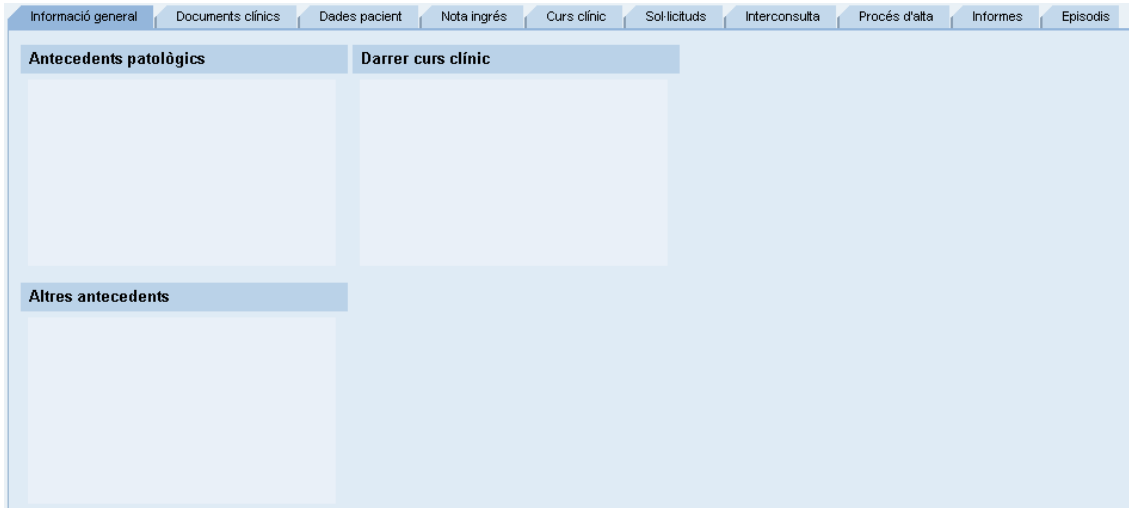 Informació general Documents clínics Dades pacient Nota ingrés Curs clínic Sol·licituds Interconsulta Procés d'alta Informes Episodis
Antecedents patològics Darrer curs clínic
Altres antecedents